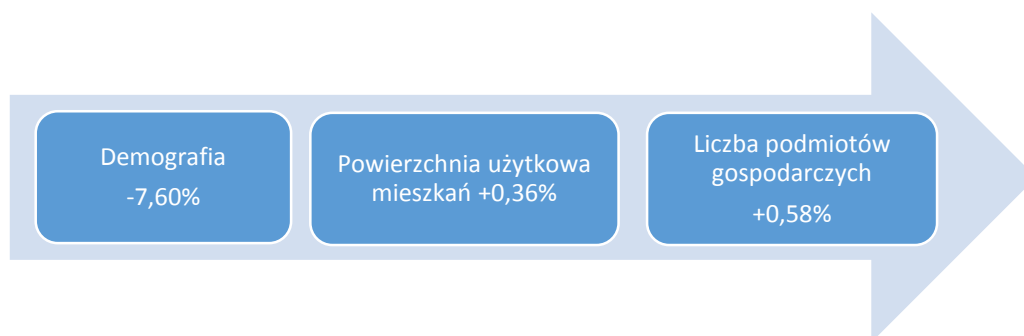 Demografia
-7,60%
Powierzchnia użytkowa
mieszkań +0,36%
Liczba podmiotów
gospodarczych
+0,58%